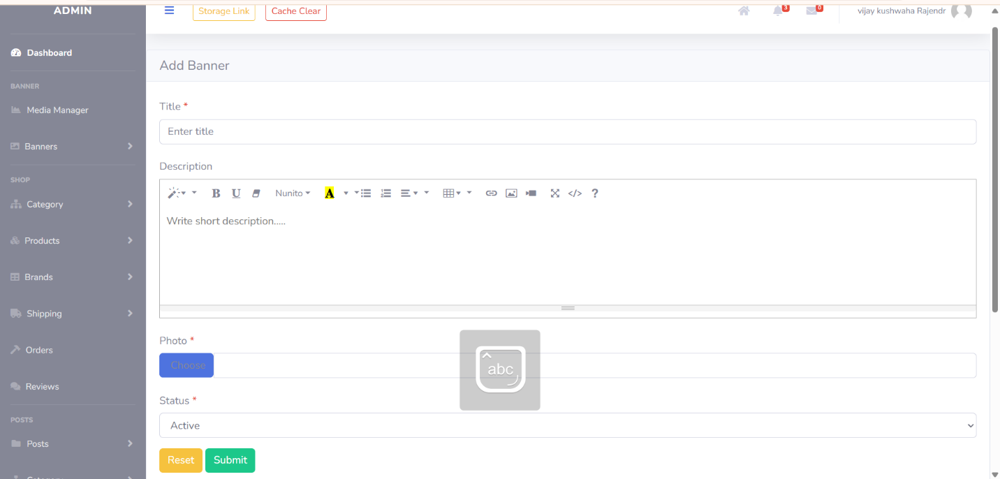 ADMIN
Storage Link
Cache Clear
3
0
vijay kushwaha Rajendr
Dashboard
BANNER
Media Manager
Banners
SHOP
Category
Products
Brands
Shipping
Orders
Reviews
POSTS
Posts
Category
Add Banner
Title *
Enter title
Description
B U Nunito A </> ?
Write short description.....
Photo *
Choose
abc
Status *
Active
Reset Submit